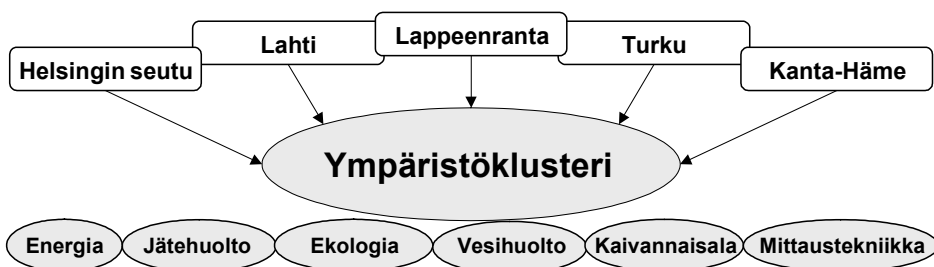 Helsingin seutu
Lahti
Lappeenranta
Turku
Kanta-Häme
Ympäristöklusteri
Energia
Jätehuolto
Ekologia
Vesihuolto
Kaivannaisala
Mittaustekniikka